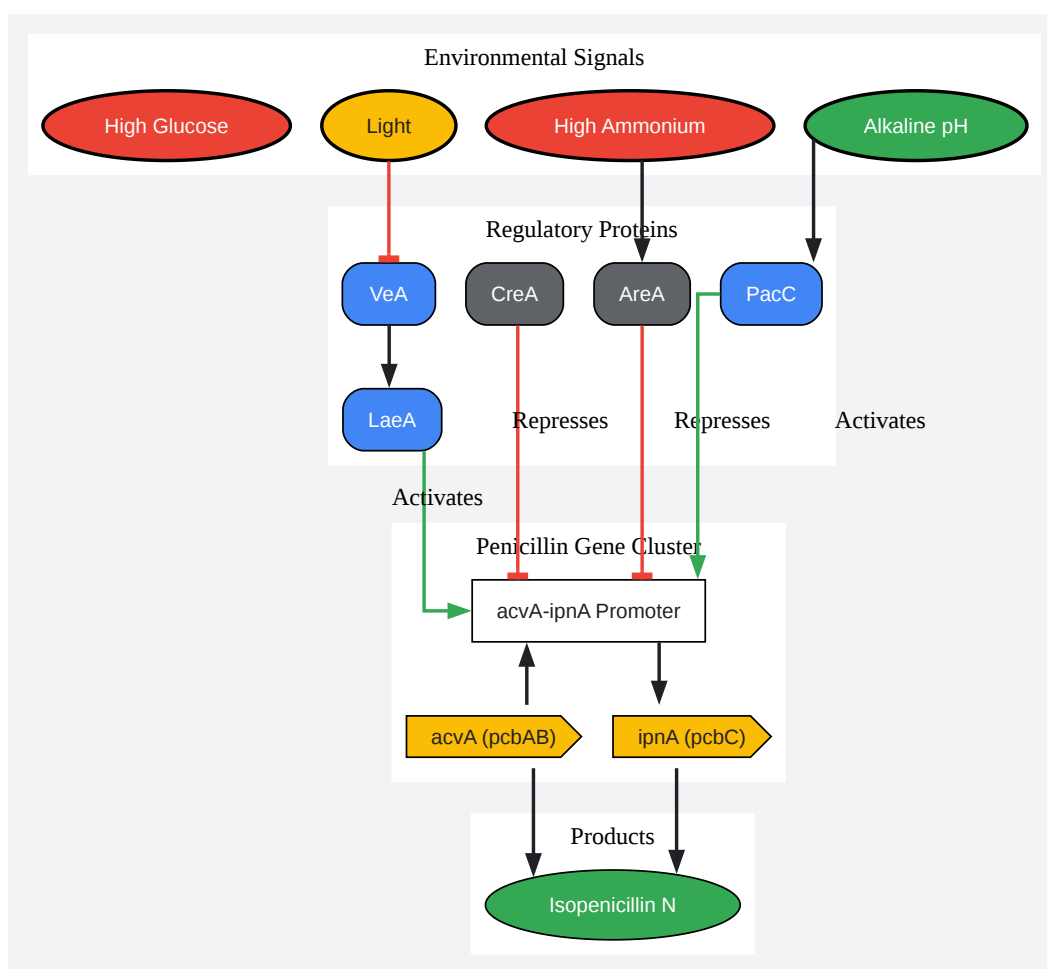 Environmental Signals
High Glucose
Light
High Ammonium
Alkaline pH
Regulatory Proteins
VeA
CreA
AreA
PacC
LaeA
Represses
Represses
Activates
Activates
Penicillin Gene Cluster
acvA-ipnA Promoter
acvA (pcbAB)
ipnA (pcbC)
Products
Isopenicillin N